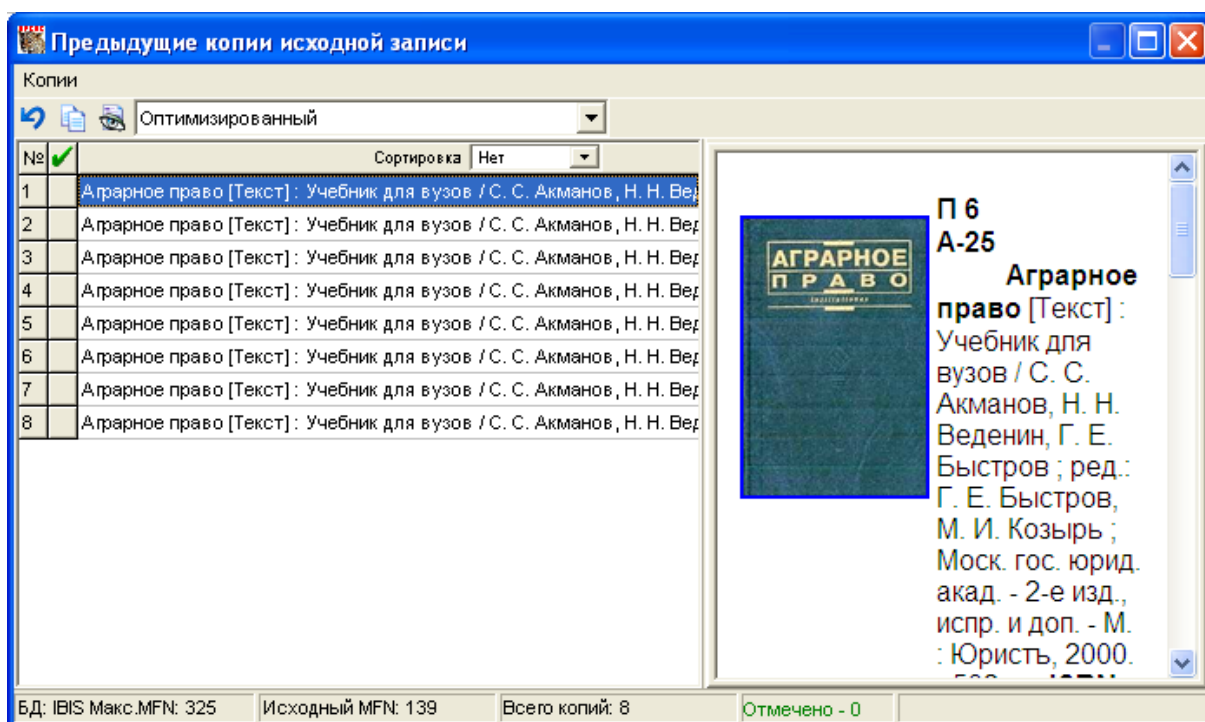 Предыдущие копии исходной записи
Копии
Оптимизированный
№ Сортировка Нет
1 Аграрное право [Текст] : Учебник для вузов / С. С. Акманов, Н. Н. Вед
2 Аграрное право [Текст] : Учебник для вузов / С. С. Акманов, Н. Н. Вед
3 Аграрное право [Текст] : Учебник для вузов / С. С. Акманов, Н. Н. Вед
4 Аграрное право [Текст] : Учебник для вузов / С. С. Акманов, Н. Н. Вед
5 Аграрное право [Текст] : Учебник для вузов / С. С. Акманов, Н. Н. Вед
6 Аграрное право [Текст] : Учебник для вузов / С. С. Акманов, Н. Н. Вед
7 Аграрное право [Текст] : Учебник для вузов / С. С. Акманов, Н. Н. Вед
8 Аграрное право [Текст] : Учебник для вузов / С. С. Акманов, Н. Н. Вед
АГРАРНОЕ
ПРАВО
П 6
А-25
Аграрное
право [Текст] :
Учебник для
вузов / С. С.
Акманов, Н. Н.
Веденин, Г. Е.
Быстров ; ред.:
Г. Е. Быстров,
М. И. Козырь ;
Моск. гос. юрид.
акад. - 2-е изд.,
испр. и доп. - М.
: Юристъ, 2000.
БД: IBIS Макс.MFN: 325
Исходный MFN: 139
Всего копий: 8
Отмечено - 0